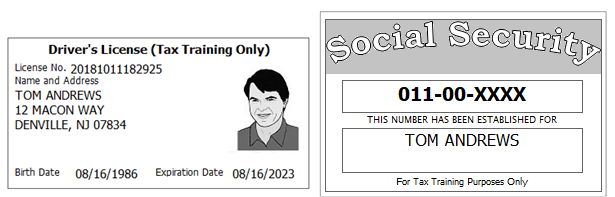 Driver's License (Tax Training Only)
License No. 20181011182925
Name and Address
TOM ANDREWS
12 MACON WAY
DENVILLE, NJ 07834
Birth Date 08/16/1986 Expiration Date 08/16/2023
Social Security
011-00-XXXX
THIS NUMBER HAS BEEN ESTABLISHED FOR
TOM ANDREWS
For Tax Training Purposes Only